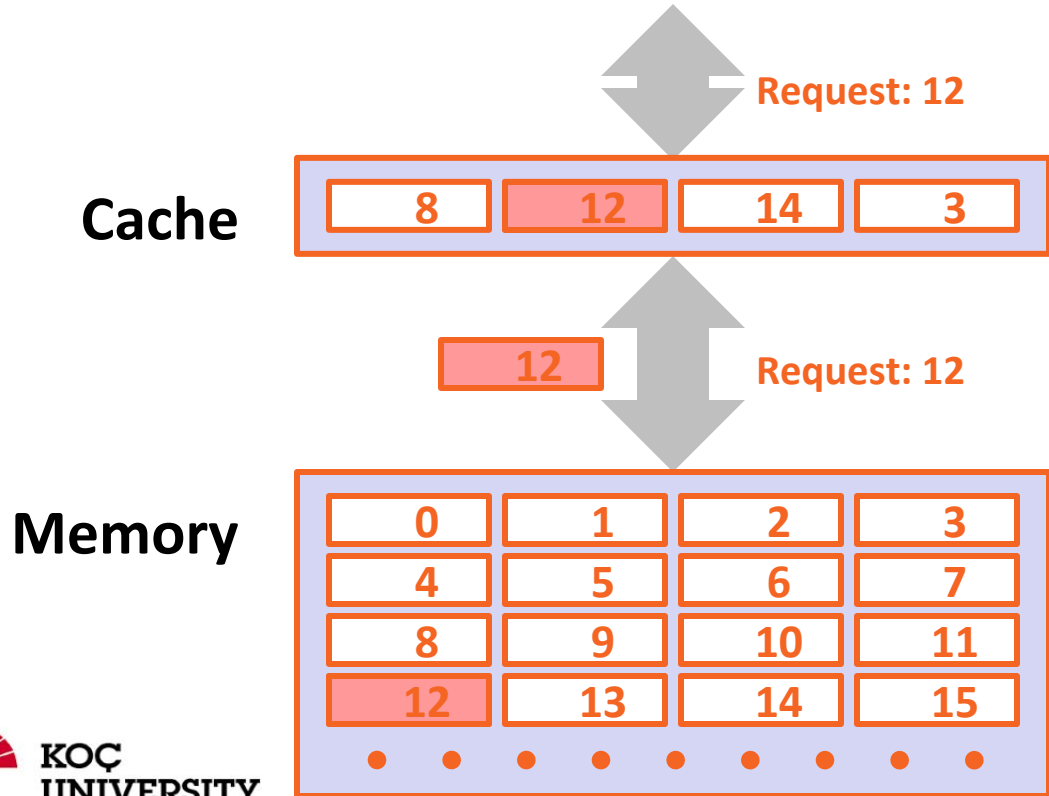 Request: 12
Cache
8 12 14 3
12
Request: 12
Memory
0 1 2 3
4 5 6 7
8 9 10 11
12 13 14 15
KOÇ
UNIVERSITY